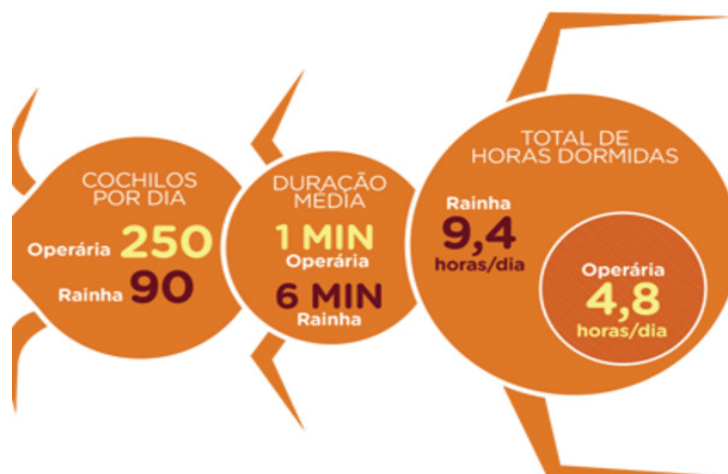 COCHILOS
POR DIA
Operária 250
Rainha 90
DURAÇÃO
MÉDIA
1 MIN
Operária
6 MIN
Rainha
TOTAL DE
HORAS DORMIDAS
Rainha
9,4
horas/dia
Operária
4,8
horas/dia